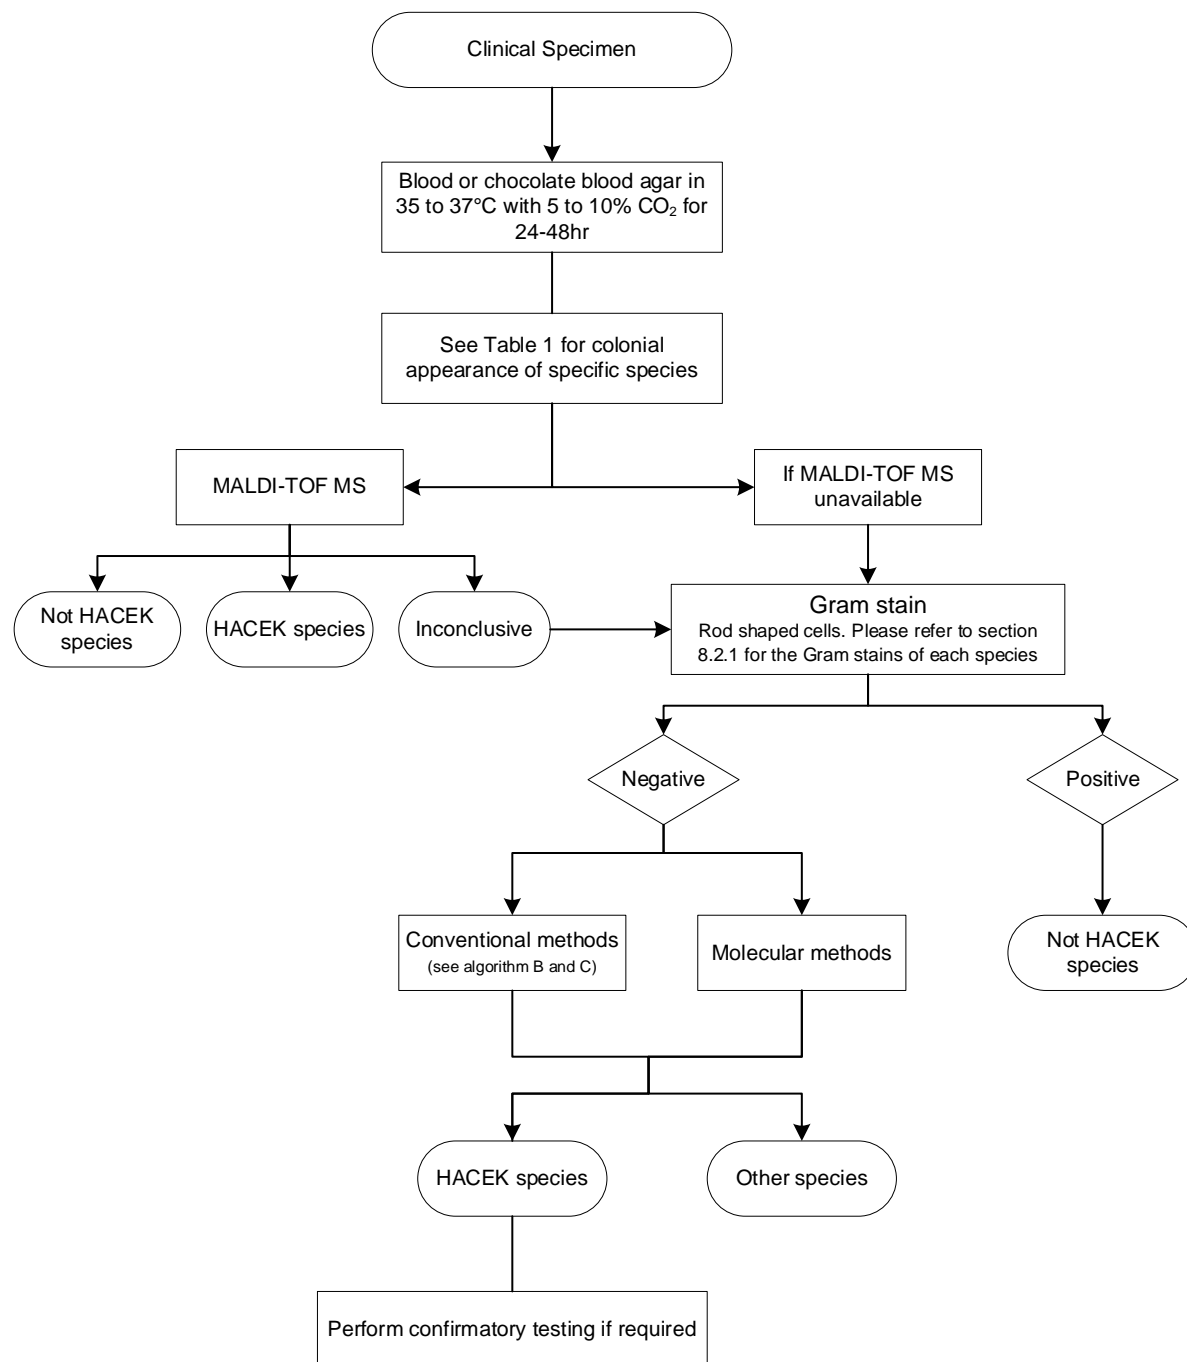 Clinical Specimen
Blood or chocolate blood agar in
35 to 37°C with 5 to 10% CO₂ for
24-48hr
See Table 1 for colonial
appearance of specific species
MALDI-TOF MS
If MALDI-TOF MS
unavailable
Not HACEK
species
HACEK species
Inconclusive
Gram stain
Rod shaped cells. Please refer to section
8.2.1 for the Gram stains of each species
Negative
Positive
Conventional methods
(see algorithm B and C)
Molecular methods
Not HACEK
species
HACEK species
Other species
Perform confirmatory testing if required